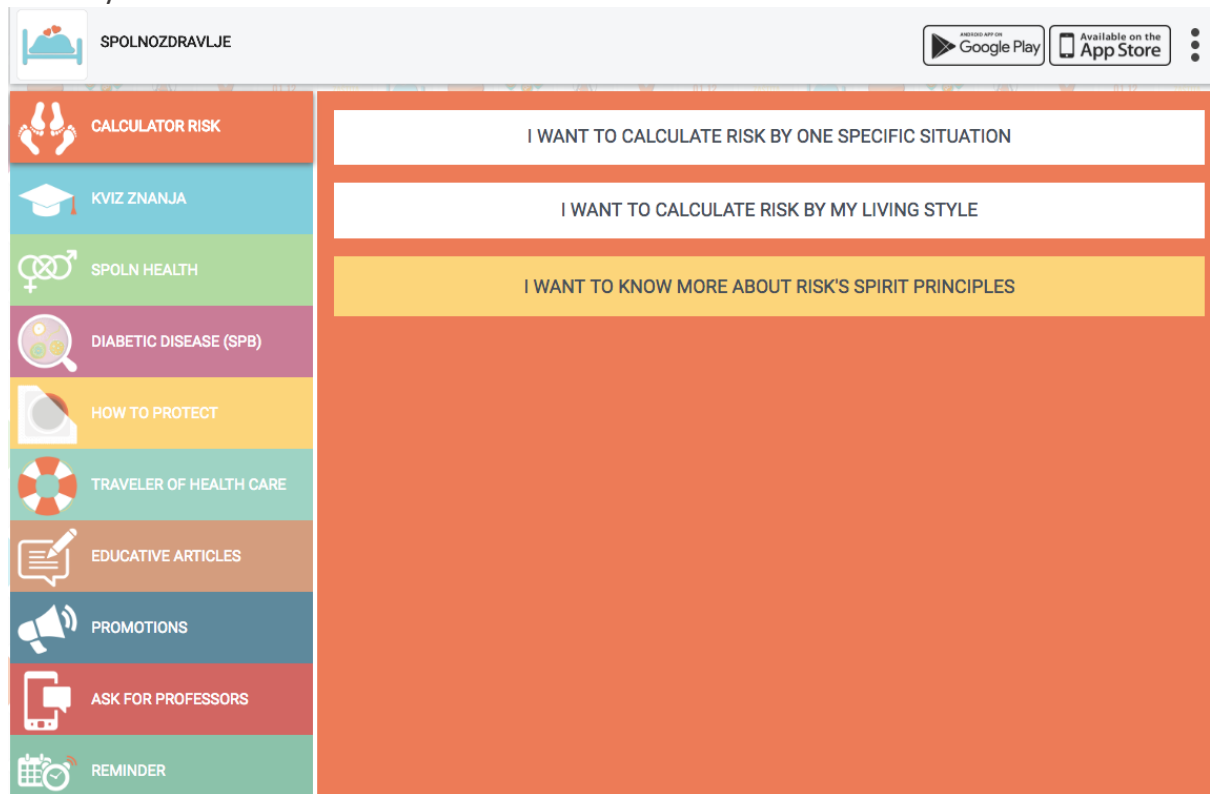 SPOLNOZDRAVLJE
ANDROID APP ON
Google Play
Available on the
App Store
CALCULATOR RISK
KVIZ ZNANJA
SPOLN HEALTH
DIABETIC DISEASE (SPB)
HOW TO PROTECT
TRAVELER OF HEALTH CARE
EDUCATIVE ARTICLES
PROMOTIONS
ASK FOR PROFESSORS
REMINDER
I WANT TO CALCULATE RISK BY ONE SPECIFIC SITUATION
I WANT TO CALCULATE RISK BY MY LIVING STYLE
I WANT TO KNOW MORE ABOUT RISK'S SPIRIT PRINCIPLES